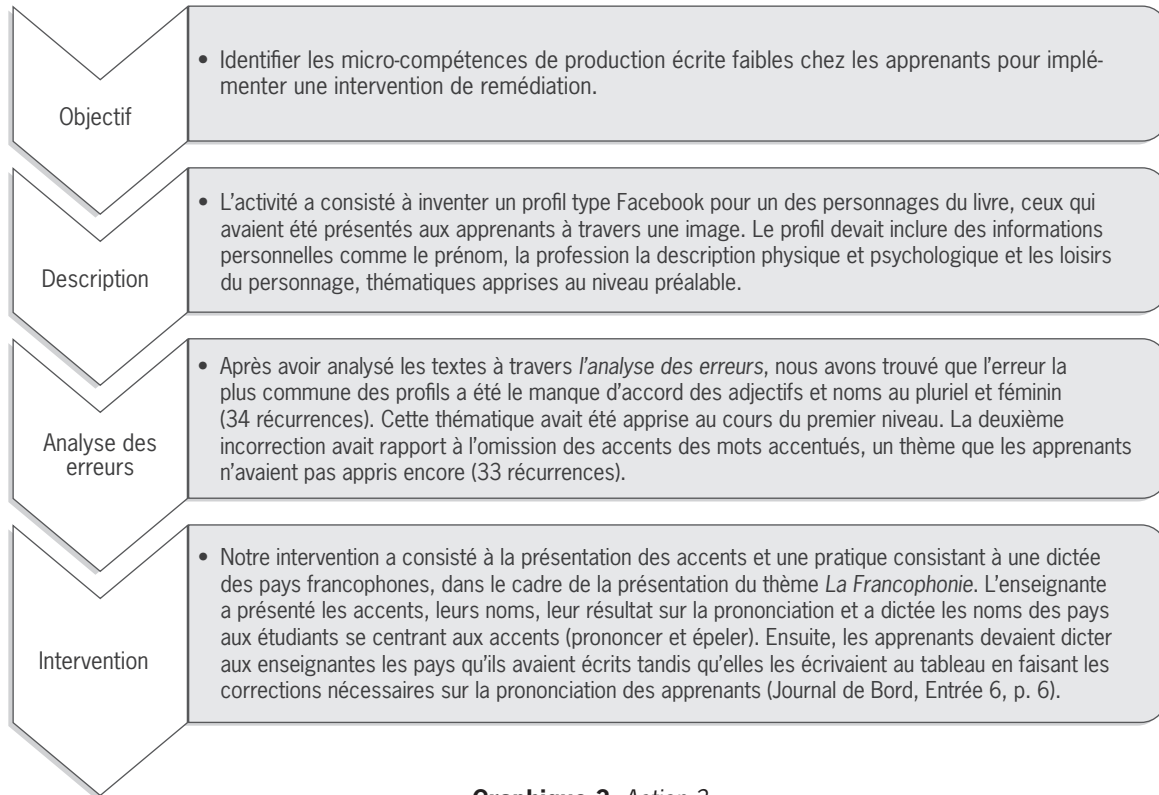 Objectif
• Identifier les micro-compétences de production écrite faibles chez les apprenants pour implé-
menter une intervention de remédiation.
Description
• L'activité a consisté à inventer un profil type Facebook pour un des personnages du livre, ceux qui
avaient été présentés aux apprenants à travers une image. Le profil devait inclure des informations
personnelles comme le prénom, la profession la description physique et psychologique et les loisirs
du personnage, thématiques apprises au niveau préalable.
Analyse des
erreurs
• Après avoir analysé les textes à travers l'analyse des erreurs, nous avons trouvé que l'erreur la
plus commune des profils a été le manque d'accord des adjectifs et noms au pluriel et féminin
(34 récurrences). Cette thématique avait été apprise au cours du premier niveau. La deuxième
incorrection avait rapport à l'omission des accents des mots accentués, un thème que les apprenants
n'avaient pas appris encore (33 récurrences).
Intervention
• Notre intervention a consisté à la présentation des accents et une pratique consistant à une dictée
des pays francophones, dans le cadre de la présentation du thème La Francophonie. L'enseignante
a présenté les accents, leurs noms, leur résultat sur la prononciation et a dictée les noms des pays
aux étudiants se centrant aux accents (prononcer et épeler). Ensuite, les apprenants devaient dicter
aux enseignantes les pays qu'ils avaient écrits tandis qu'elles les écrivaient au tableau en faisant les
corrections nécessaires sur la prononciation des apprenants (Journal de Bord, Entrée 6, p. 6).